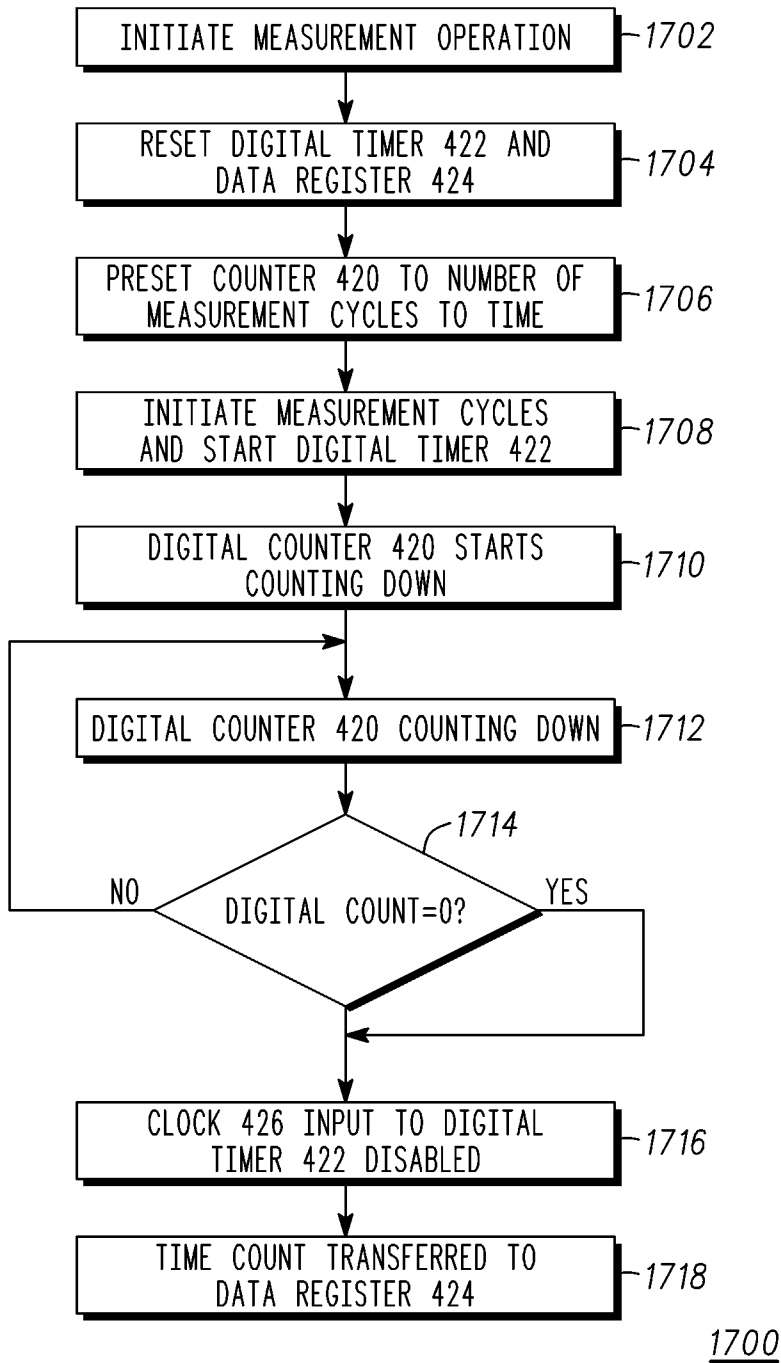 INITIATE MEASUREMENT OPERATION
1702
RESET DIGITAL TIMER 422 AND
DATA REGISTER 424
1704
PRESET COUNTER 420 TO NUMBER OF
MEASUREMENT CYCLES TO TIME
1706
INITIATE MEASUREMENT CYCLES
AND START DIGITAL TIMER 422
1708
DIGITAL COUNTER 420 STARTS
COUNTING DOWN
1710
DIGITAL COUNTER 420 COUNTING DOWN
1712
1714
NO
DIGITAL COUNT=0?
YES
CLOCK 426 INPUT TO DIGITAL
TIMER 422 DISABLED
1716
TIME COUNT TRANSFERRED TO
DATA REGISTER 424
1718
1700